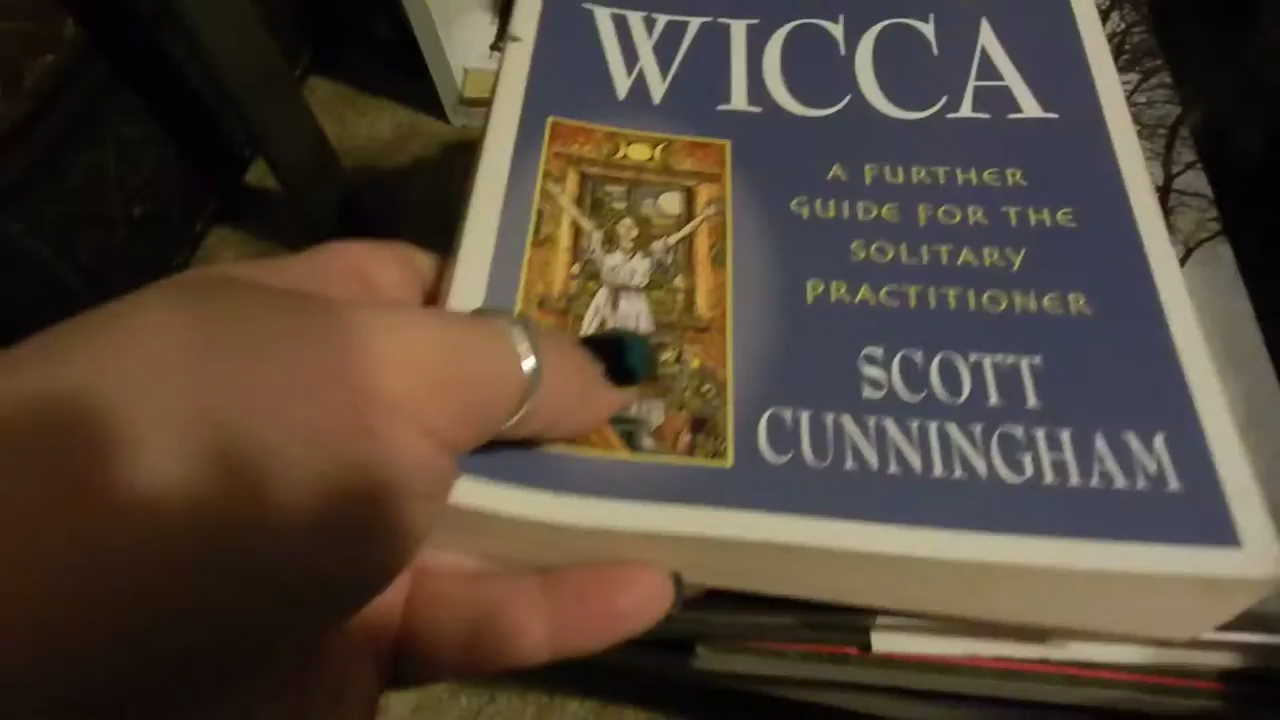 WICCA
A FURTHER
GUIDE FOR THE
SOLITARY
PRACTITIONER
SCOTT
CUNNINGHAM